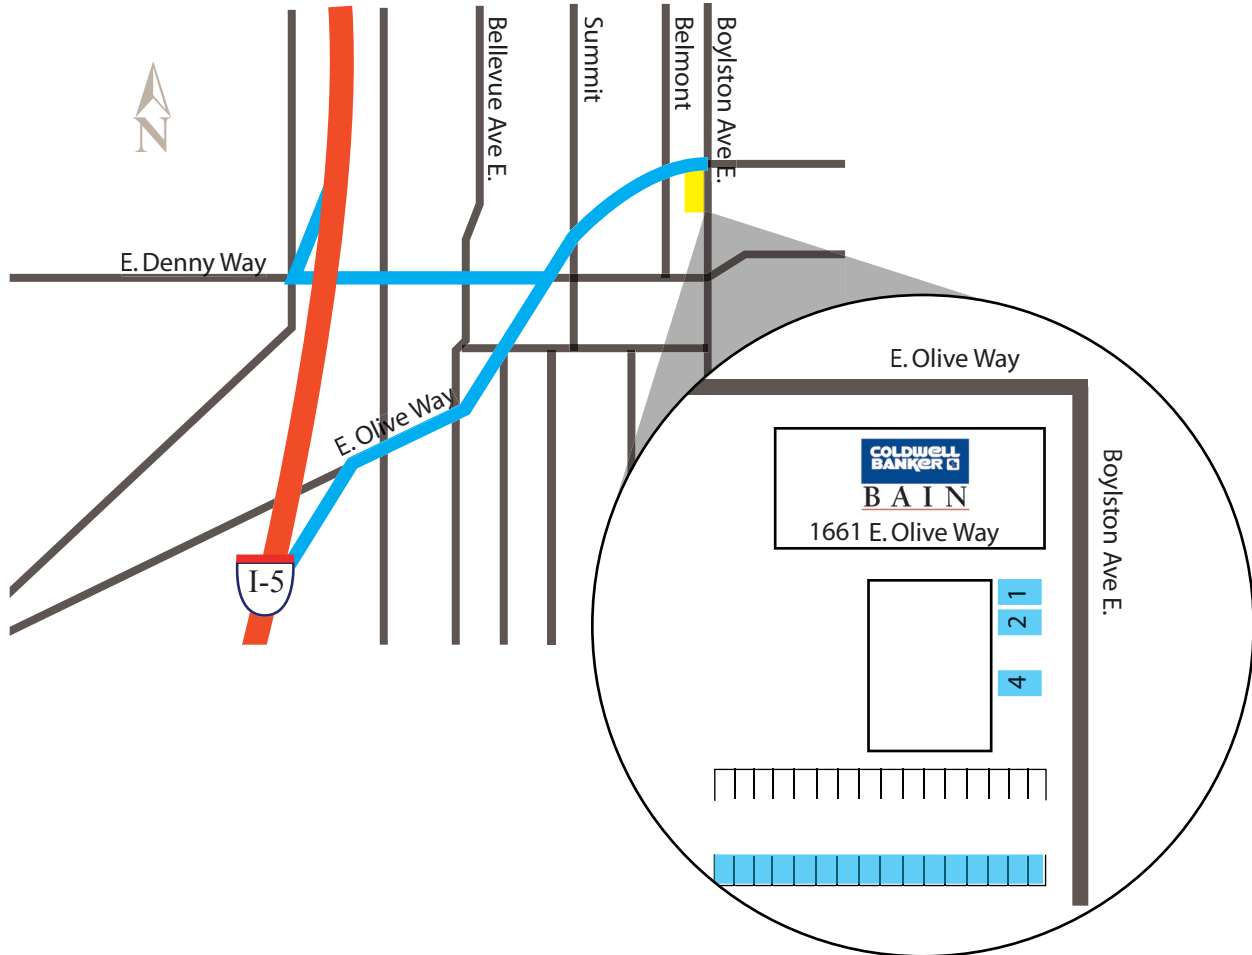 Bellevue Ave E.
Summit
Belmont
Boylston Ave E.
N
E. Denny Way
E. Olive Way
I-5
E. Olive Way
COLDWELL
BANKER
BAIN
1661 E. Olive Way
Boylston Ave E.
1
2
4